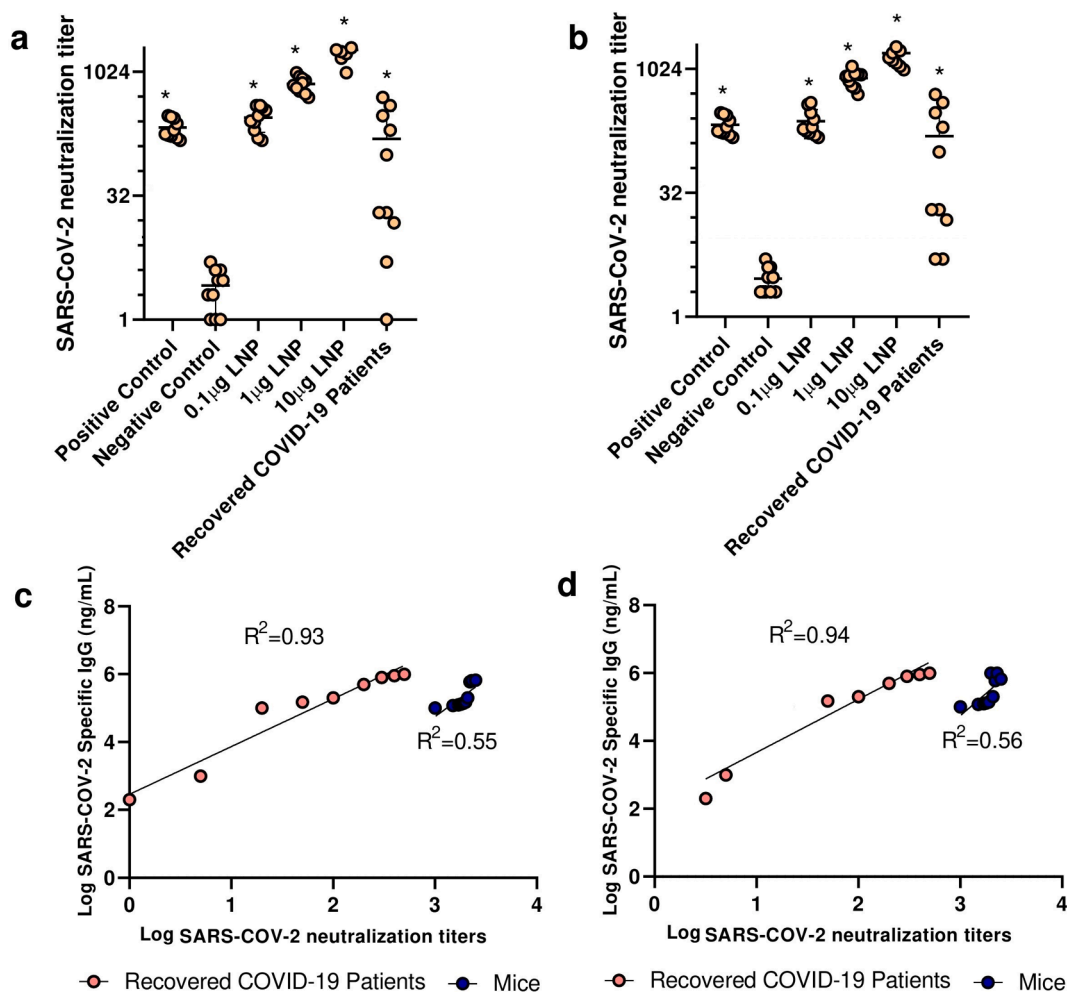 a
SARS-CoV-2 neutralization titer
1024
32
1
*
*
*
*
*
Positive Control
Negative Control
0.1µg LNP
1µg LNP
10µg LNP
Recovered COVID-19 Patients
b
SARS-CoV-2 neutralization titer
1024
32
1
*
*
*
*
*
Positive Control
Negative Control
0.1µg LNP
1µg LNP
10µg LNP
Recovered COVID-19 Patients
c
Log SARS-COV-2 Specific IgG (ng/mL)
8
6
4
2
0
R²=0.93
R²=0.55
0 1 2 3 4
Log SARS-COV-2 neutralization titers
Recovered COVID-19 Patients Mice
d
Log SARS-COV-2 Specific IgG (ng/mL)
8
6
4
2
0
R²=0.94
R²=0.56
0 1 2 3 4
Log SARS-COV-2 neutralization titers
Recovered COVID-19 Patients Mice